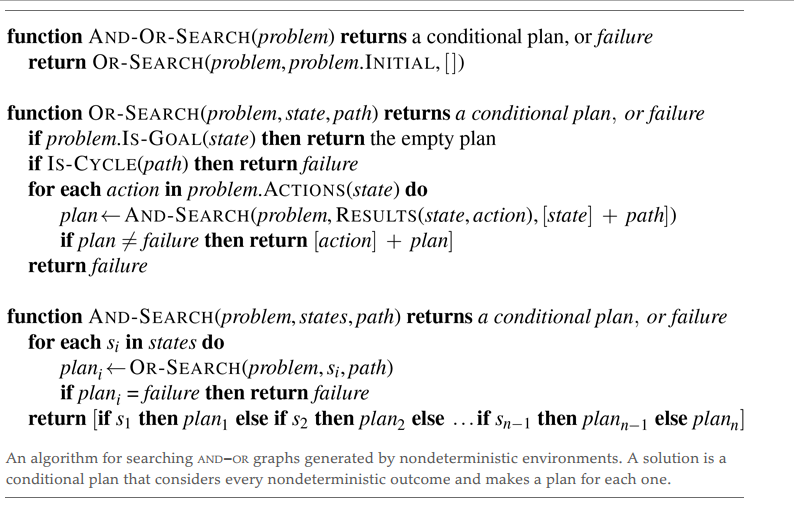 function AND-OR-SEARCH(problem) returns a conditional plan, or failure
return OR-SEARCH(problem, problem.INITIAL, [])
function OR-SEARCH(problem, state, path) returns a conditional plan, or failure
if problem.IS-GOAL(state) then return the empty plan
if IS-CYCLE(path) then return failure
for each action in problem.ACTIONS(state) do
plan ← AND-SEARCH(problem, RESULTS(state, action), [state] + path])
if plan ≠ failure then return [action] + plan]
return failure
function AND-SEARCH(problem, states, path) returns a conditional plan, or failure
for each sᵢ in states do
planᵢ ← OR-SEARCH(problem, sᵢ, path)
if planᵢ = failure then return failure
return [if s₁ then plan₁ else if s₂ then plan₂ else ... if sₙ₋₁ then planₙ₋₁ else planₙ]
An algorithm for searching AND–OR graphs generated by nondeterministic environments. A solution is a
conditional plan that considers every nondeterministic outcome and makes a plan for each one.